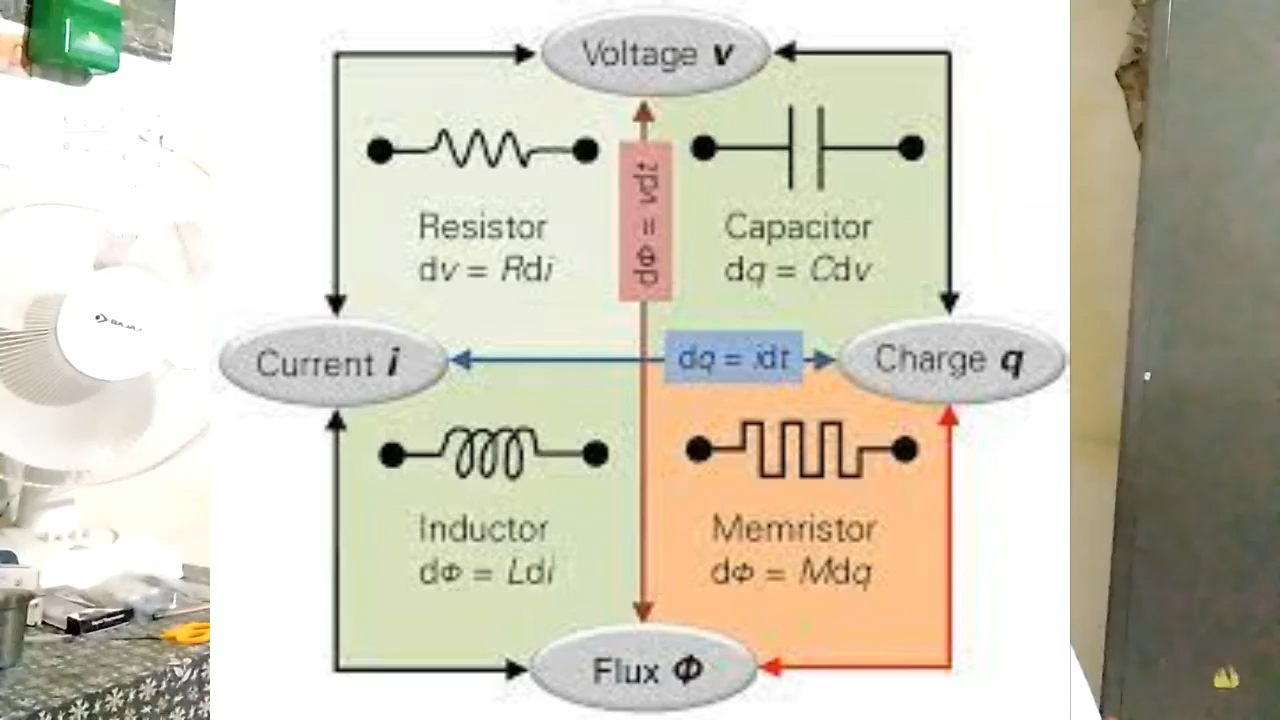 Voltage v
dΦ = vdt
Resistor
dv = Rdi
Capacitor
dq = Cdv
Current i
dq = idt
Charge q
Inductor
dΦ = Ldi
Memristor
dΦ = Mdq
Flux Φ
BAJAJ